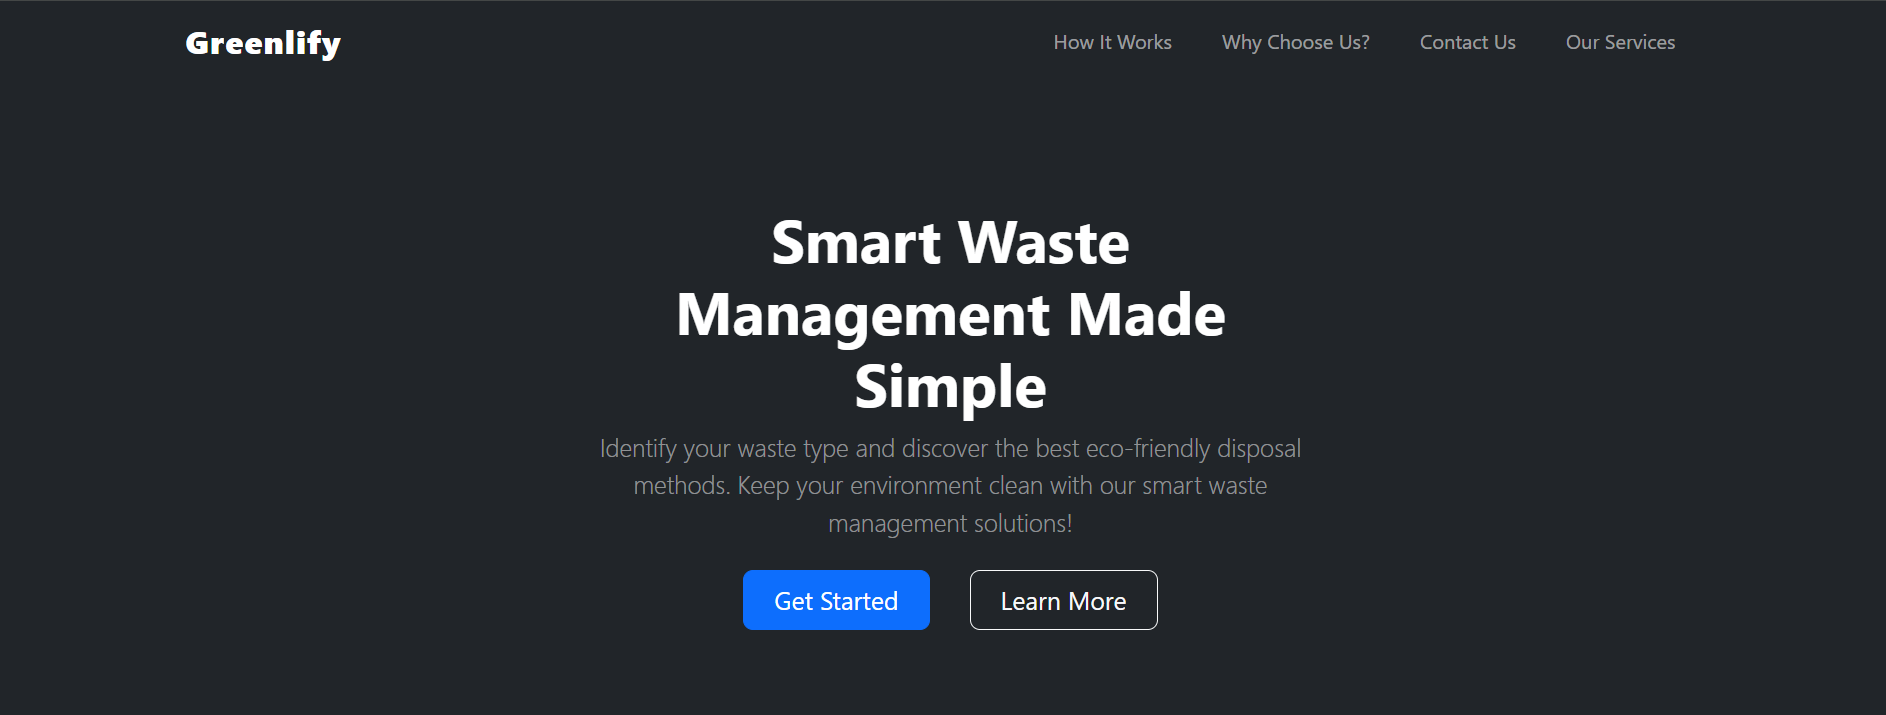 Greenlify
How It Works
Why Choose Us?
Contact Us
Our Services
Smart Waste
Management Made
Simple
Identify your waste type and discover the best eco-friendly disposal
methods. Keep your environment clean with our smart waste
management solutions!
Get Started
Learn More